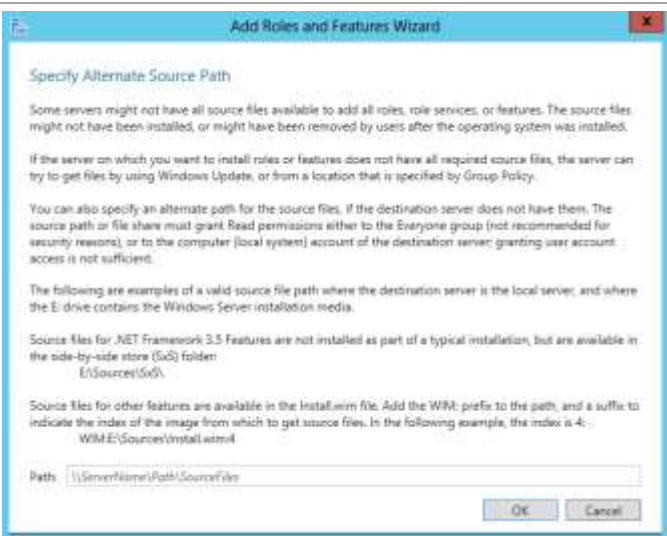 Add Roles and Features Wizard
x
Specify Alternate Source Path
Some servers might not have all source files available to add all roles, role services, or features. The source files
might not have been installed, or might have been removed by users after the operating system was installed.
If the server on which you want to install roles or features does not have all required source files, the server can
try to get files by using Windows Update, or from a location that is specified by Group Policy.
You can also specify an alternate path for the source files, if the destination server does not have them. The
source path or file share must grant Read permissions either to the Everyone group (not recommended for
security reasons), or to the computer (local system) account of the destination server; granting user account
access is not sufficient.
The following are examples of a valid source file path where the destination server is the local server, and where
the E: drive contains the Windows Server installation media.
Source files for .NET Framework 3.5 Features are not installed as part of a typical installation, but are available in
the side-by-side store (SxS) folder:
E:\Sources\SxS\
Source files for other features are available in the Install.wim file. Add the WIM: prefix to the path, and a suffix to
indicate the index of the image from which to get source files. In the following example, the index is 4:
WIM:E:\Sources\Install.wim:4
Path: \\ServerName\Path\SourceFiles
OK Cancel